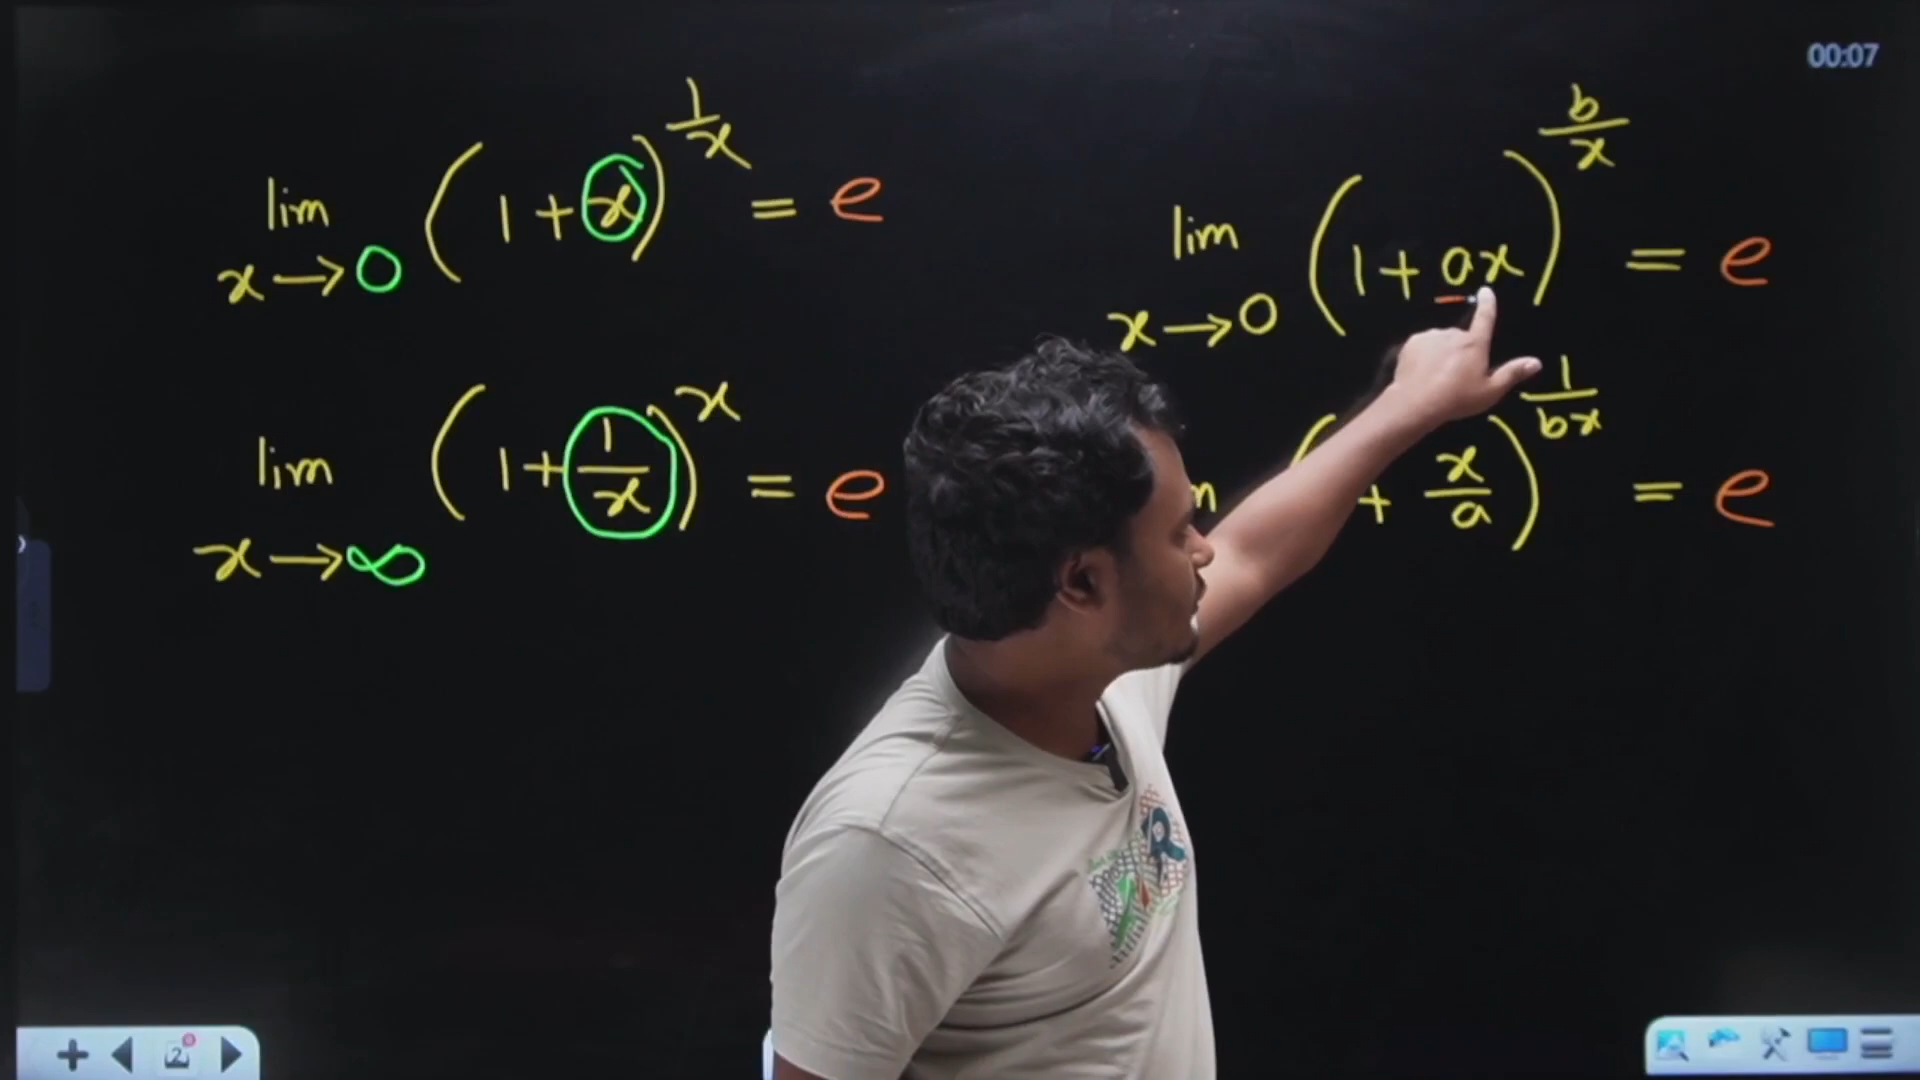 00:07
lim x→0 (1 + x)^(1/x) = e
lim x→∞ (1 + 1/x)^x = e
lim x→0 (1 + ax)^(b/x) = e
+ x/a)^(1/bx) = e
2